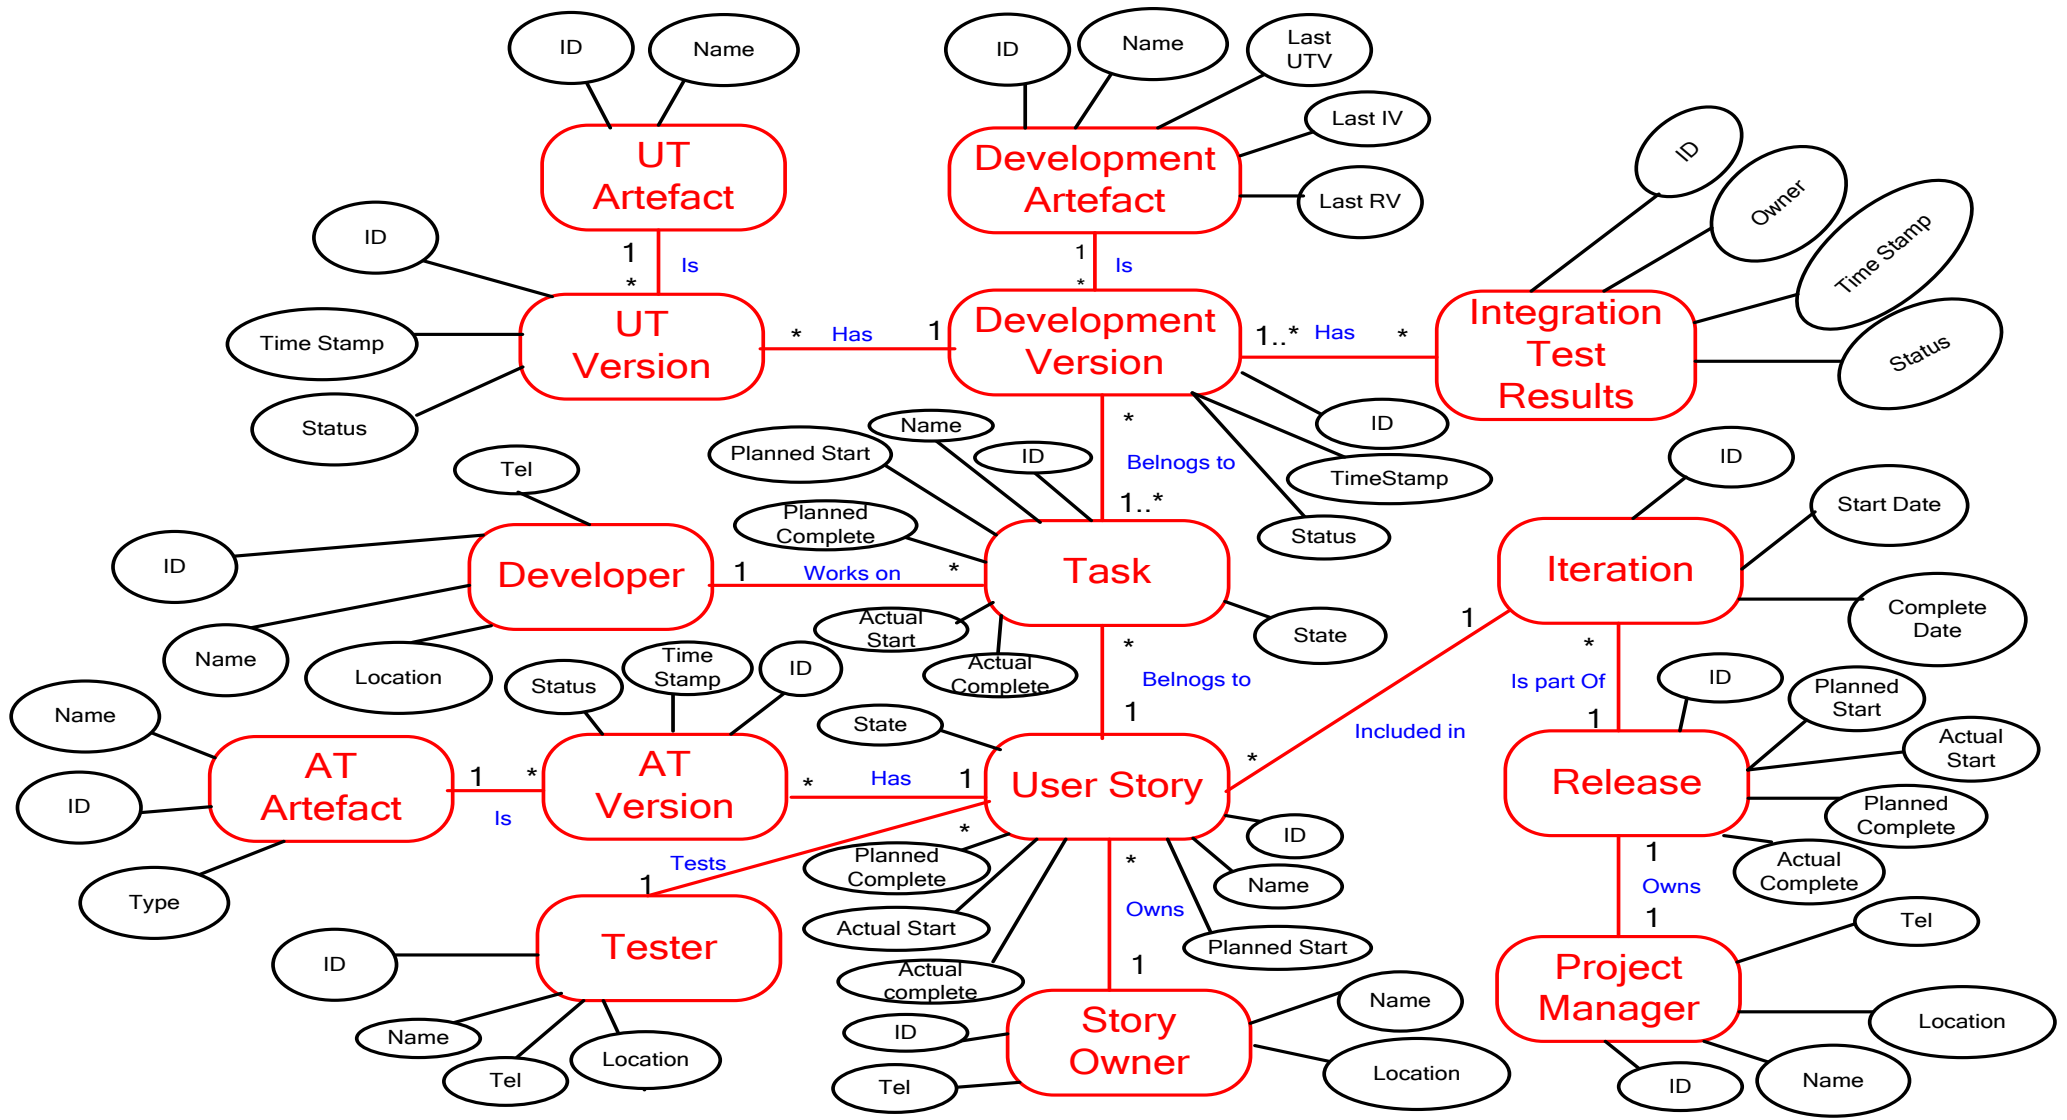 ID
Name
UT
Artefact
ID
Name
Last
UTV
Last IV
Last RV
Development
Artefact
ID
Owner
Time Stamp
Status
Integration
Test
Results
1
*
Is
1
*
Is
ID
Time Stamp
Status
UT
Version
*
Has
1
Development
Version
1..*
Has
*
ID
TimeStamp
Status
*
Belnogs to
1..*
Name
ID
Planned Start
Planned
Complete
Task
Actual
Start
Actual
Complete
State
Tel
ID
Name
Location
Developer
1
Works on
*
ID
Start Date
Complete
Date
Iteration
1
*
Included in
*
Is part Of
1
*
Belnogs to
1
Status
Time
Stamp
ID
AT
Version
Name
ID
Type
AT
Artefact
1
*
Is
*
Has
1
State
User Story
ID
Name
Planned Start
Planned
Complete
Actual Start
Actual
complete
*
Tests
1
Tester
ID
Name
Tel
Location
*
Owns
1
Story
Owner
ID
Tel
Name
Location
ID
Planned
Start
Actual
Start
Planned
Complete
Actual
Complete
Release
1
Owns
1
Project
Manager
Tel
Location
Name
ID